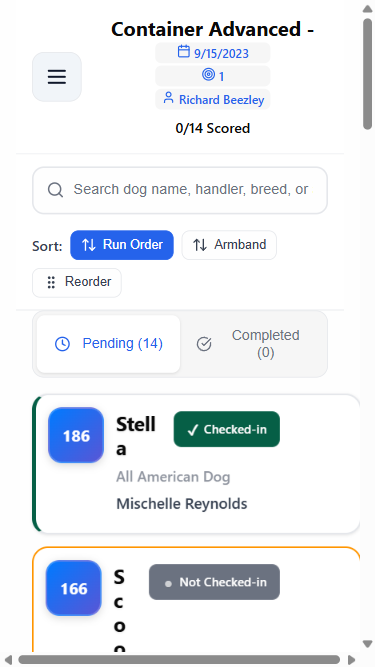 Container Advanced -
9/15/2023
1
Richard Beezley
0/14 Scored
Search dog name, handler, breed, or
Sort:
Run Order
Armband
Reorder
Pending (14)
Completed
(0)
186
Stell
a
✓ Checked-in
All American Dog
Mischelle Reynolds
166
S
c
o
o
● Not Checked-in